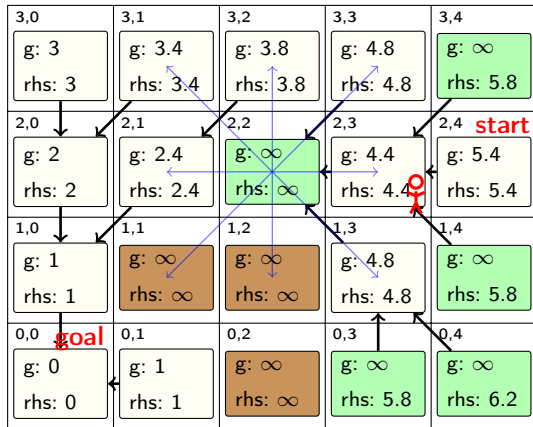 3,0 3,1 3,2 3,3 3,4
g: 3 g: 3.4 g: 3.8 g: 4.8 g: ∞
rhs: 3 rhs: 3.4 rhs: 3.8 rhs: 4.8 rhs: 5.8
2,0 2,1 2,2 2,3 2,4 start
g: 2 g: 2.4 g: ∞ g: 4.4 g: 5.4
rhs: 2 rhs: 2.4 rhs: ∞ rhs: 4.4 rhs: 5.4
1,0 1,1 1,2 1,3 1,4
g: 1 g: ∞ g: ∞ g: 4.8 g: ∞
rhs: 1 rhs: ∞ rhs: ∞ rhs: 4.8 rhs: 5.8
0,0 goal 0,1 0,2 0,3 0,4
g: 0 g: 1 g: ∞ g: ∞ g: ∞
rhs: 0 rhs: 1 rhs: ∞ rhs: 5.8 rhs: 6.2